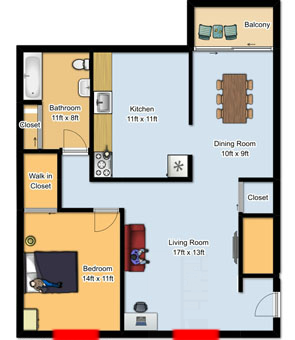 Balcony
Bathroom
11ft x 8ft
Kitchen
11ft x 11ft
Closet
Dining Room
10ft x 9ft
Walk in
Closet
Closet
Living Room
17ft x 13ft
Bedroom
14ft x 11ft